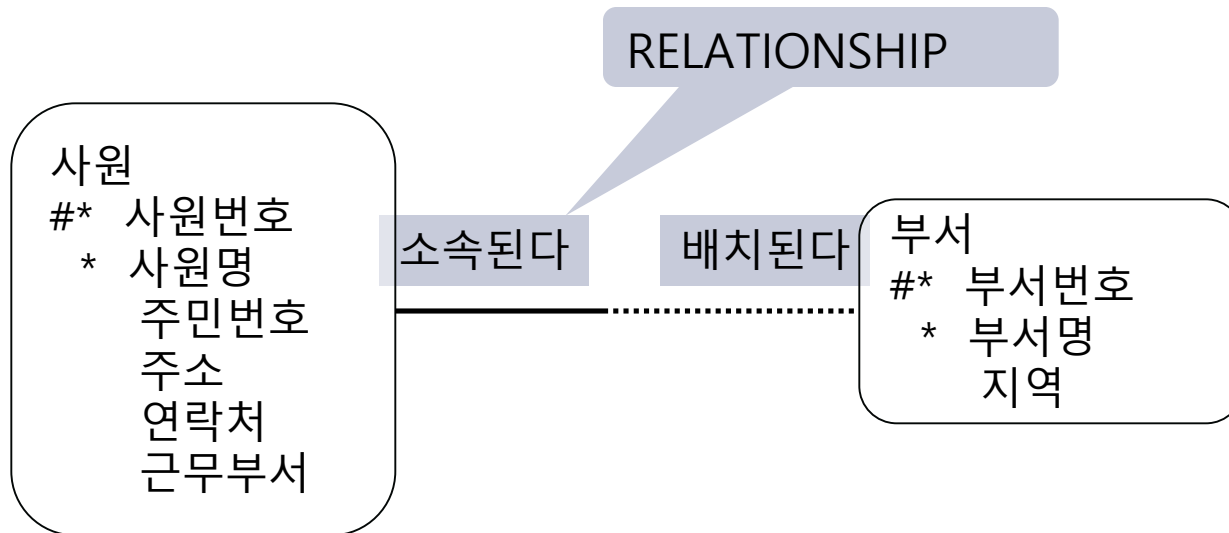 RELATIONSHIP
사원
#* 사원번호
* 사원명
주민번호
주소
연락처
근무부서
소속된다
배치된다
부서
#* 부서번호
* 부서명
지역